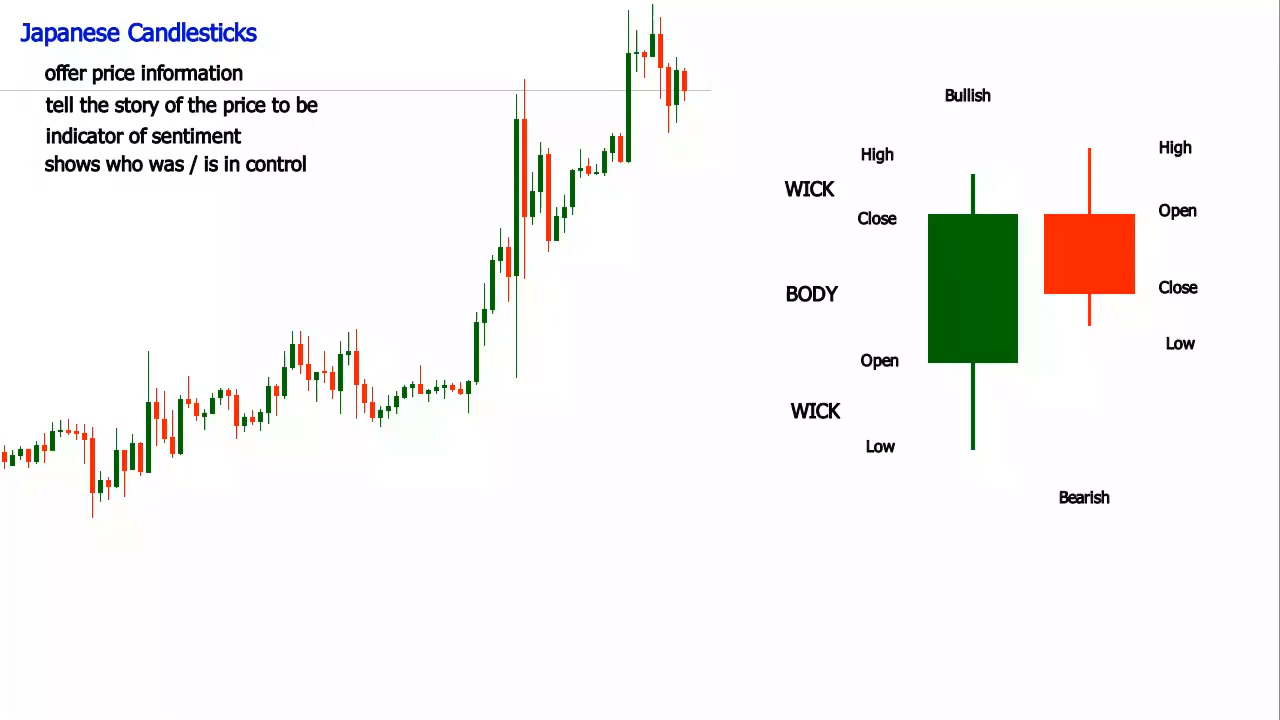 Japanese Candlesticks
offer price information
tell the story of the price to be
indicator of sentiment
shows who was / is in control
Bullish
High
WICK
Close
BODY
Open
WICK
Low
High
Open
Close
Low
Bearish